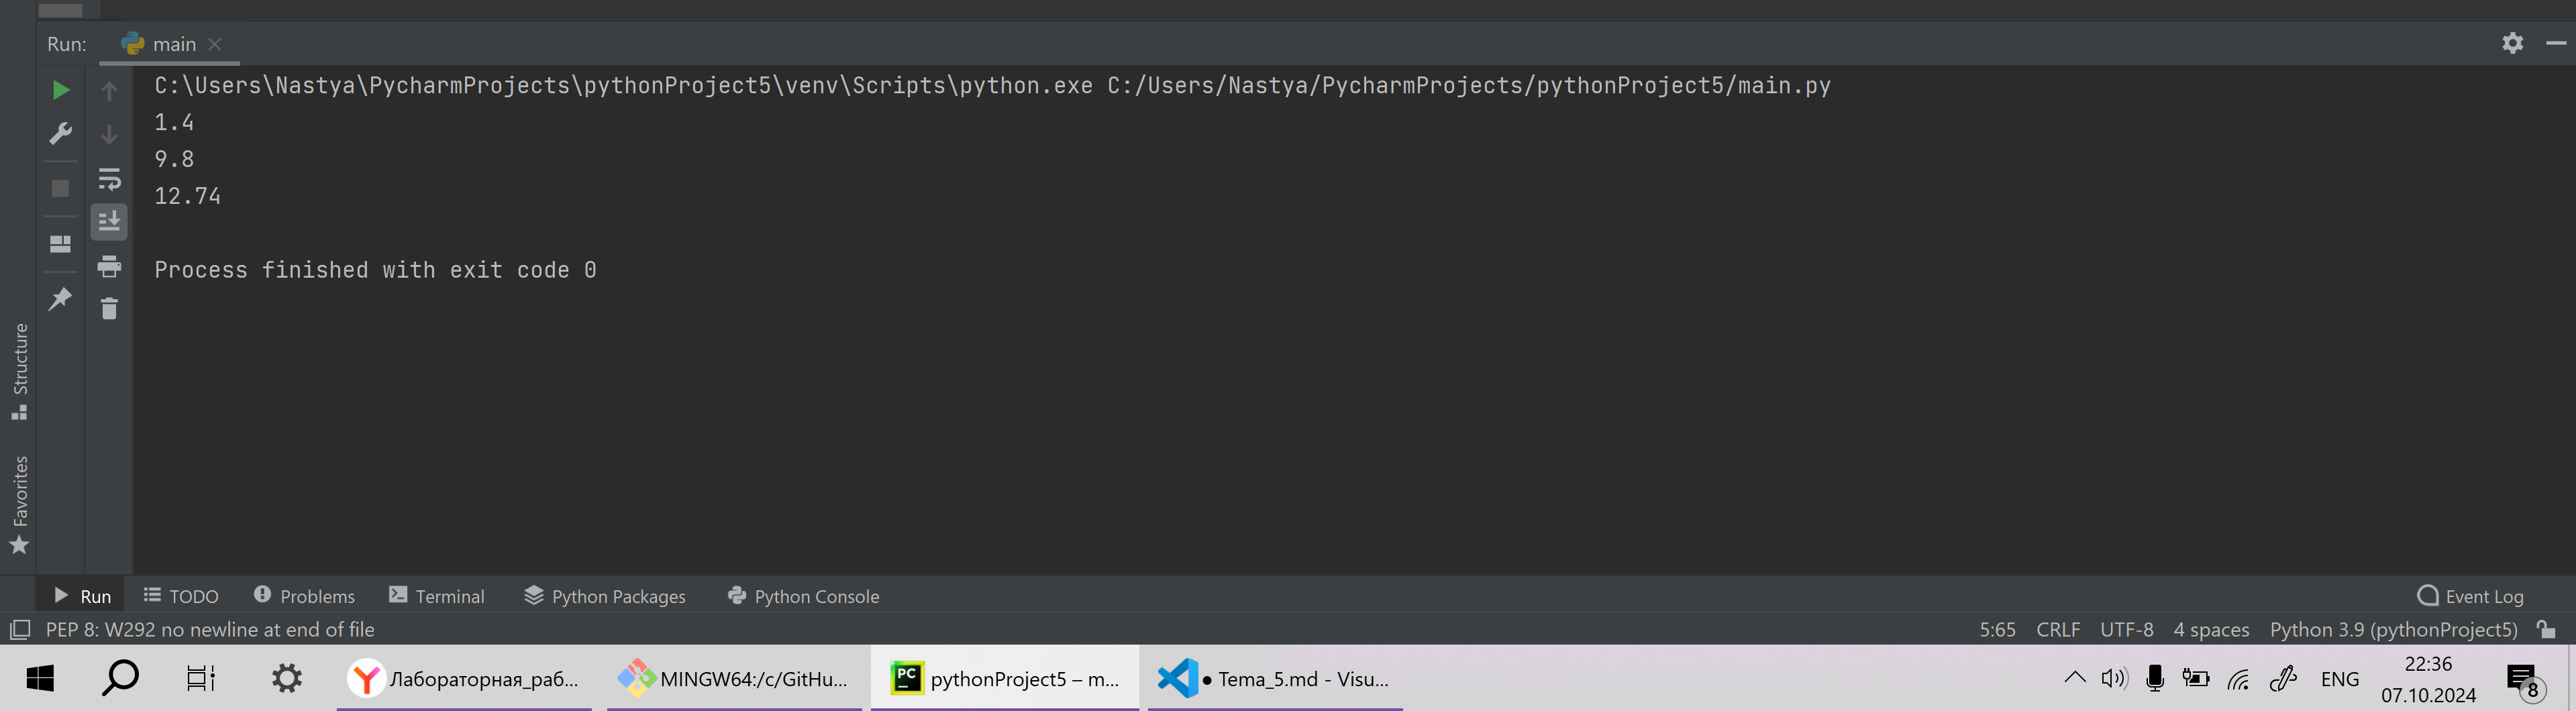 Run: main
C:\Users\Nastya\PycharmProjects\pythonProject5\venv\Scripts\python.exe C:/Users/Nastya/PycharmProjects/pythonProject5/main.py
1.4
9.8
12.74
Process finished with exit code 0
Structure
Favorites
Run TODO Problems Terminal Python Packages Python Console Event Log
PEP 8: W292 no newline at end of file 5:65 CRLF UTF-8 4 spaces Python 3.9 (pythonProject5)
Лабораторная_раб... MINGW64:/c/GitHu... PC pythonProject5 – m... ● Tema_5.md - Visu... ENG 22:36
07.10.2024 8